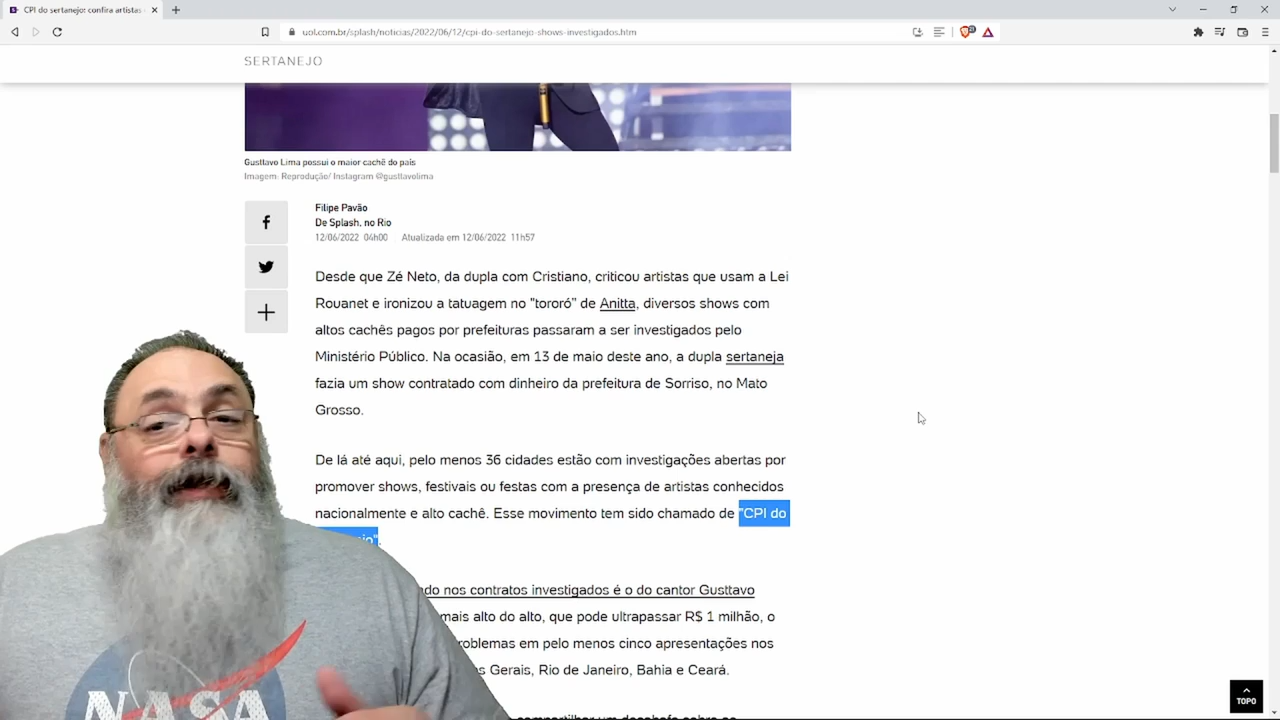 CPI do sertanejo: confira artistas
uol.com.br/splash/noticias/2022/06/12/cpi-do-sertanejo-shows-investigados.htm
SERTANEJO
Gusttavo Lima possui o maior cachê do país
Imagem: Reprodução/ Instagram @gusttavolima
Filipe Pavão
De Splash, no Rio
12/06/2022 04h00 Atualizada em 12/06/2022 11h57
Desde que Zé Neto, da dupla com Cristiano, criticou artistas que usam a Lei
Rouanet e ironizou a tatuagem no "tororó" de Anitta, diversos shows com
altos cachês pagos por prefeituras passaram a ser investigados pelo
Ministério Público. Na ocasião, em 13 de maio deste ano, a dupla sertaneja
fazia um show contratado com dinheiro da prefeitura de Sorriso, no Mato
Grosso.
De lá até aqui, pelo menos 36 cidades estão com investigações abertas por
promover shows, festivais ou festas com a presença de artistas conhecidos
nacionalmente e alto cachê. Esse movimento tem sido chamado de "CPI do
jo".
do nos contratos investigados é o do cantor Gusttavo
mais alto do alto, que pode ultrapassar R$ 1 milhão, o
roblemas em pelo menos cinco apresentações nos
s Gerais, Rio de Janeiro, Bahia e Ceará.
NASA
TOPO